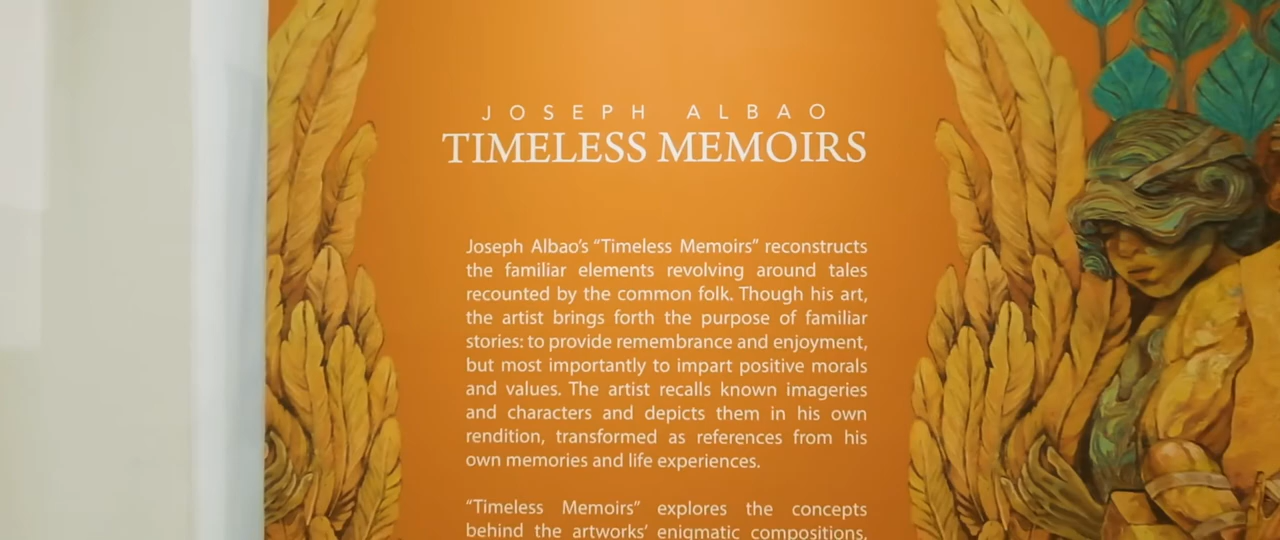 JOSEPH ALBAO
TIMELESS MEMOIRS
Joseph Albao's “Timeless Memoirs” reconstructs
the familiar elements revolving around tales
recounted by the common folk. Though his art,
the artist brings forth the purpose of familiar
stories: to provide remembrance and enjoyment,
but most importantly to impart positive morals
and values. The artist recalls known imageries
and characters and depicts them in his own
rendition, transformed as references from his
own memories and life experiences.
“Timeless Memoirs” explores the concepts
behind the artworks’ enigmatic compositions.